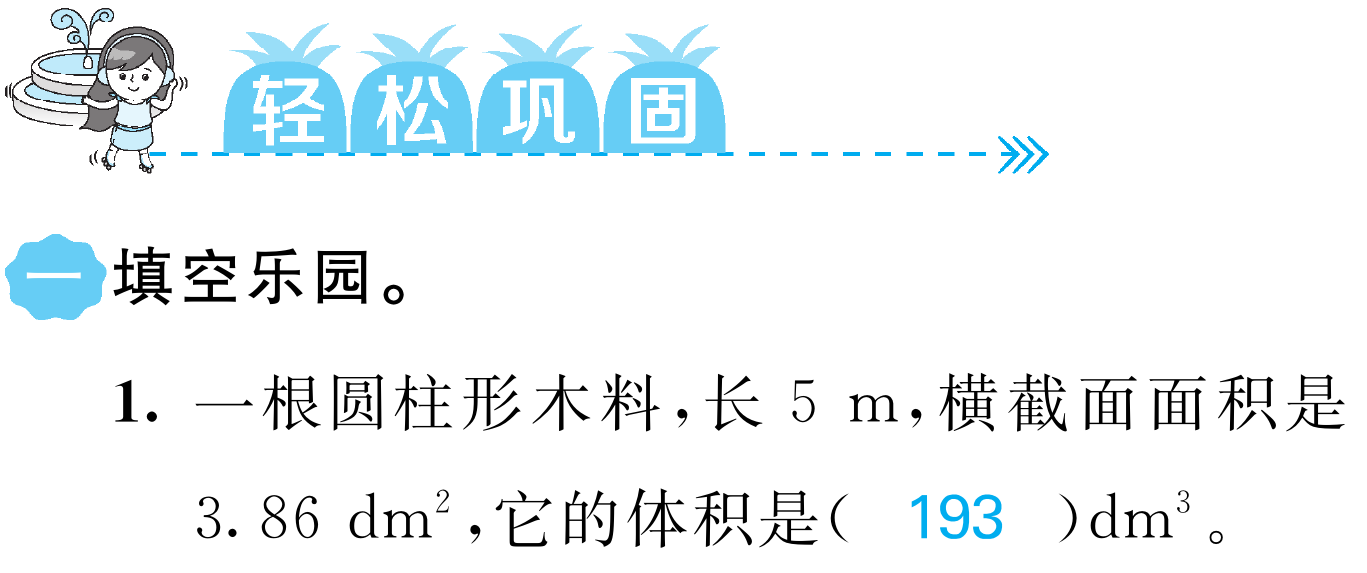 轻松巩固
一 填空乐园。
1. 一根圆柱形木料,长 5 m,横截面面积是
3.86 dm²,它的体积是( 193 )dm³。